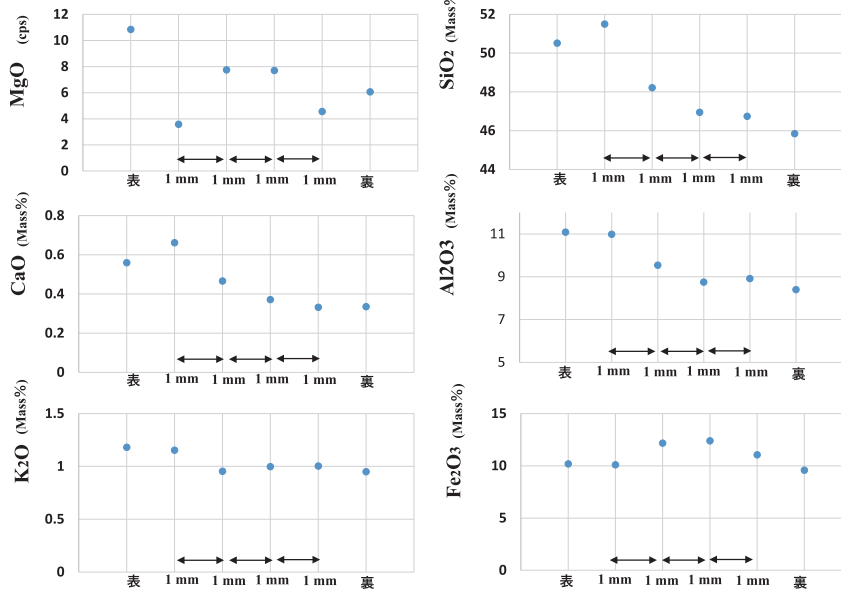 MgO (cps)
12
10
8
6
4
2
0
表 1 mm 1 mm 1 mm 1 mm 裏
SiO2 (Mass%)
52
50
48
46
44
表 1 mm 1 mm 1 mm 1 mm 裏
CaO (Mass%)
0.8
0.6
0.4
0.2
0
表 1 mm 1 mm 1 mm 1 mm 裏
Al2O3 (Mass%)
11
9
7
5
表 1 mm 1 mm 1 mm 1 mm 裏
K2O (Mass%)
1.5
1
0.5
0
表 1 mm 1 mm 1 mm 1 mm 裏
Fe2O3 (Mass%)
15
10
5
0
表 1 mm 1 mm 1 mm 1 mm 裏